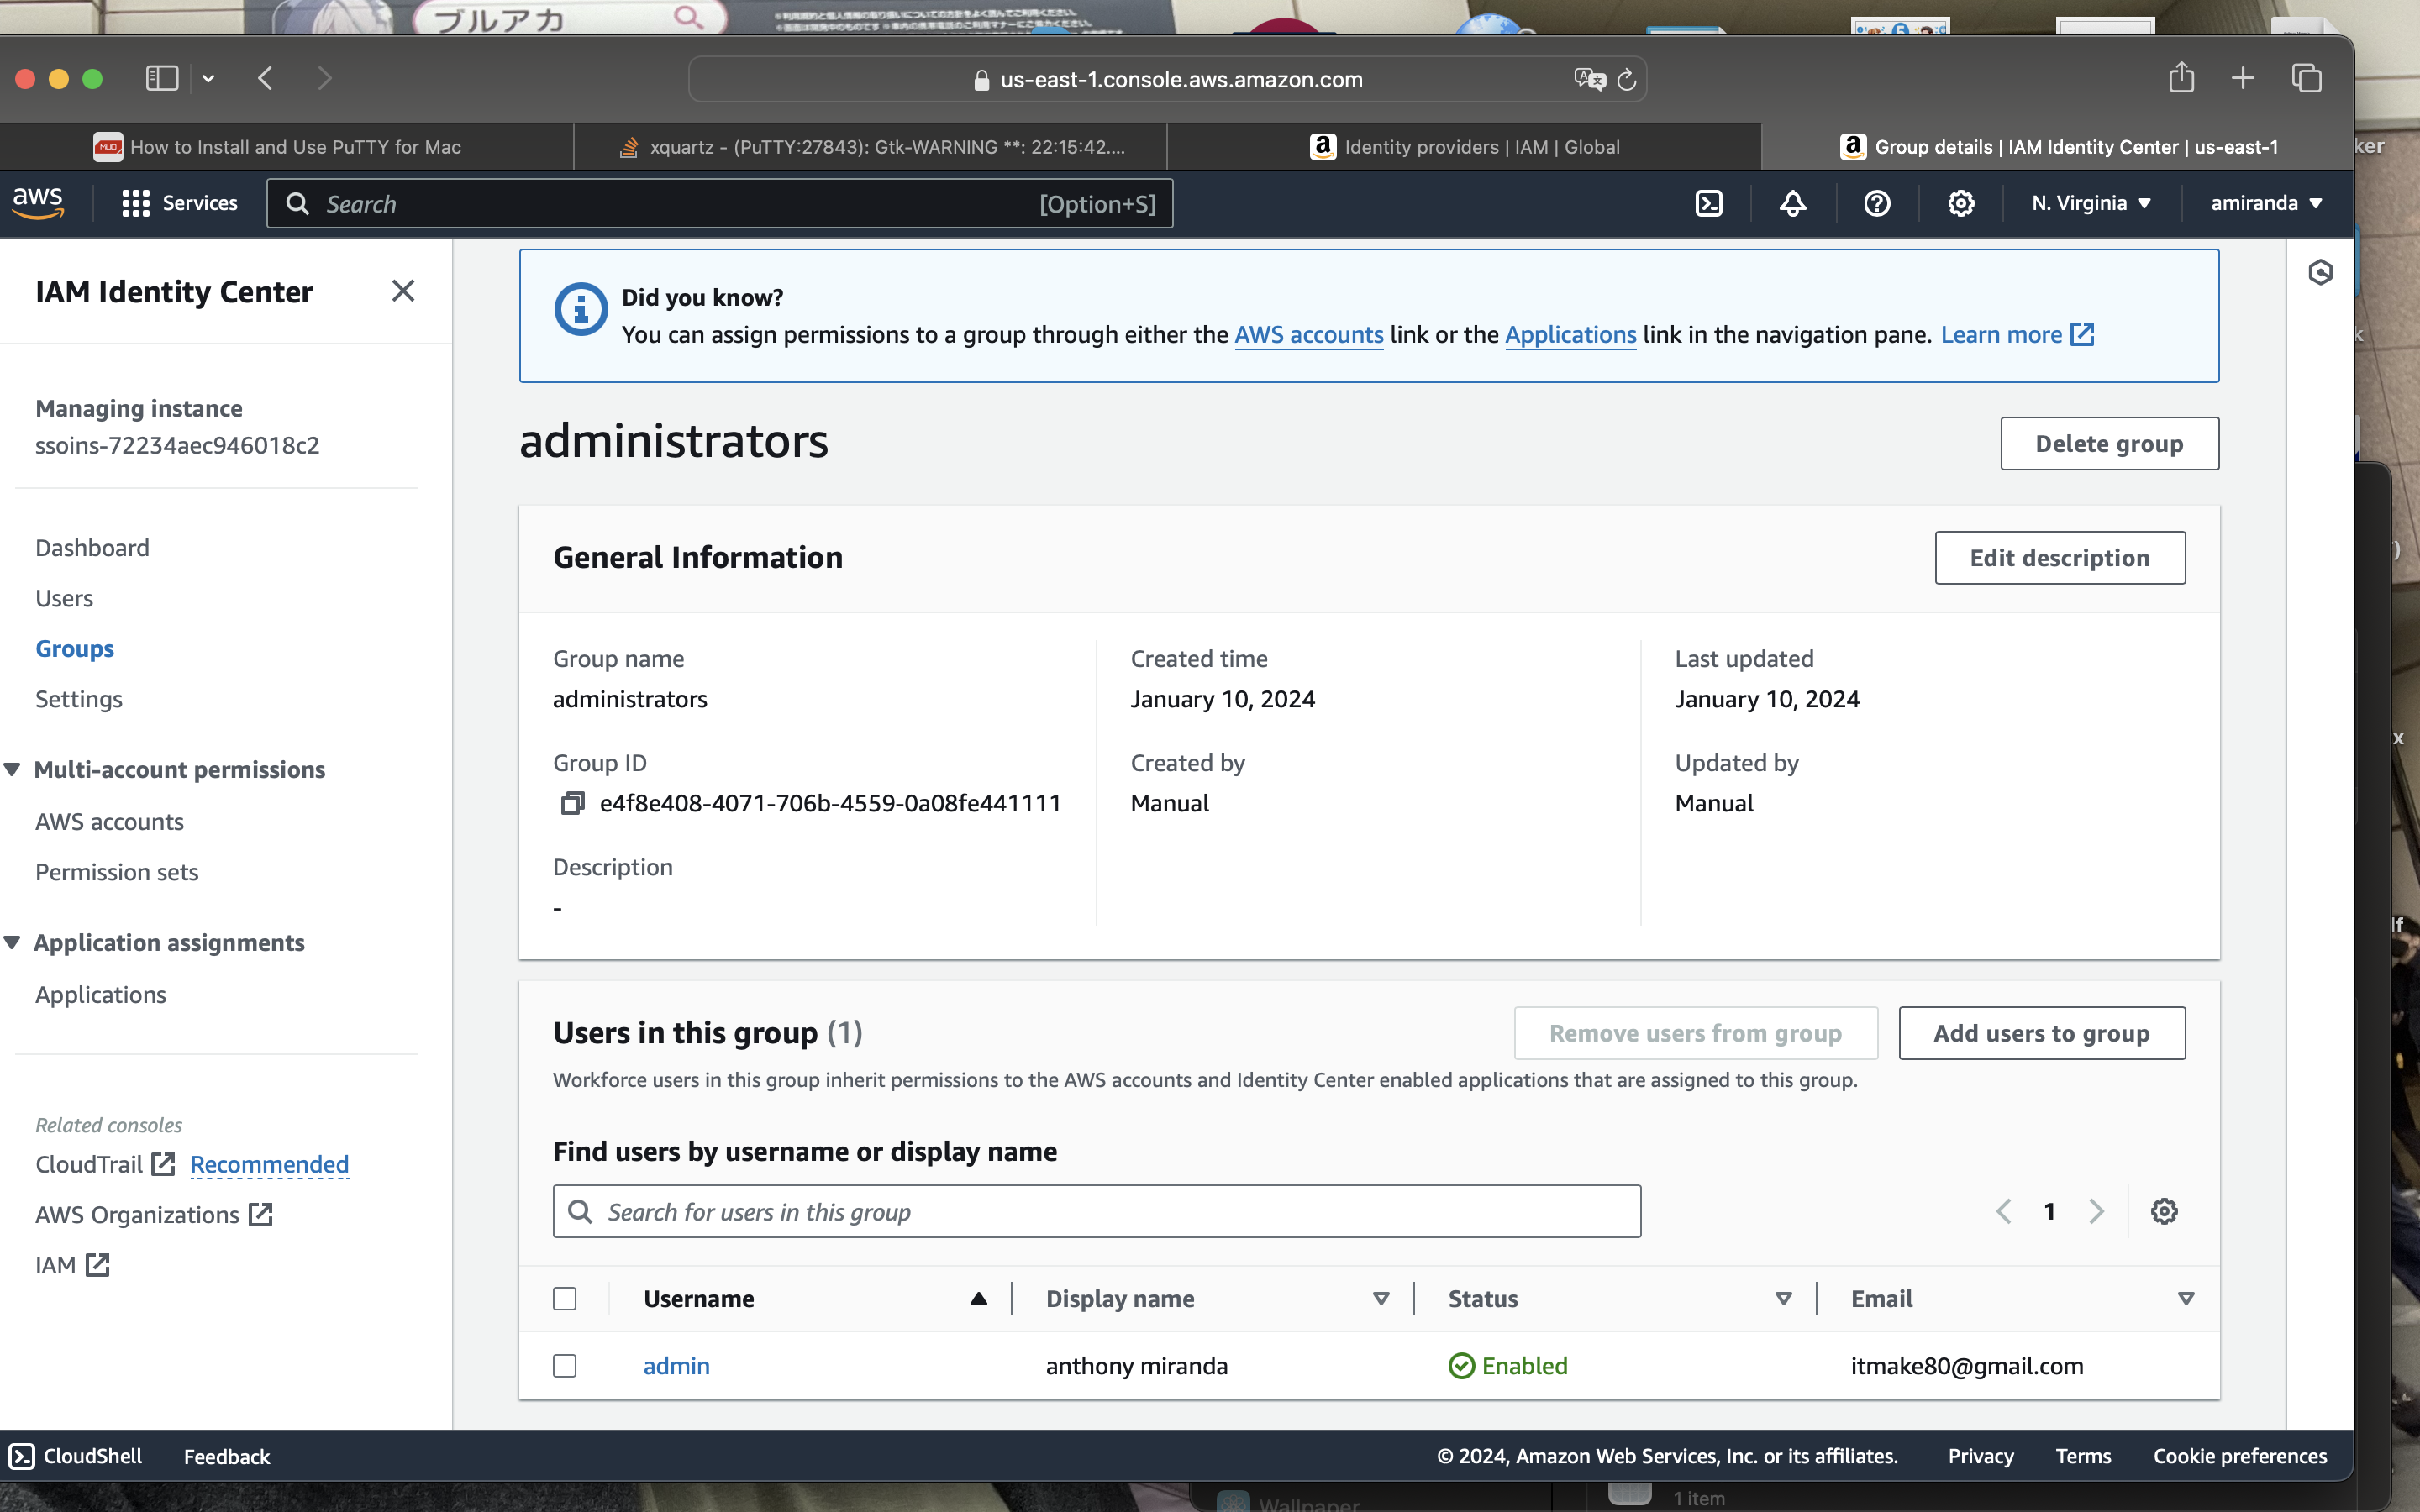 ブルアカ
us-east-1.console.aws.amazon.com
How to Install and Use PuTTY for Mac
xquartz - (PuTTY:27843): Gtk-WARNING **: 22:15:42....
Identity providers | IAM | Global
Group details | IAM Identity Center | us-east-1
aws
Services
Search
[Option+S]
N. Virginia
amiranda
IAM Identity Center
Managing instance
ssoins-72234aec946018c2
Dashboard
Users
Groups
Settings
Multi-account permissions
AWS accounts
Permission sets
Application assignments
Applications
Related consoles
CloudTrail Recommended
AWS Organizations
IAM
Did you know?
You can assign permissions to a group through either the AWS accounts link or the Applications link in the navigation pane. Learn more
administrators
Delete group
General Information
Edit description
Group name
administrators
Group ID
e4f8e408-4071-706b-4559-0a08fe441111
Description
-
Created time
January 10, 2024
Created by
Manual
Last updated
January 10, 2024
Updated by
Manual
Users in this group (1)
Remove users from group
Add users to group
Workforce users in this group inherit permissions to the AWS accounts and Identity Center enabled applications that are assigned to this group.
Find users by username or display name
Search for users in this group
1
Username Display name Status Email
admin anthony miranda Enabled itmake80@gmail.com
CloudShell
Feedback
© 2024, Amazon Web Services, Inc. or its affiliates.
Privacy
Terms
Cookie preferences
Wallpaper
1 item